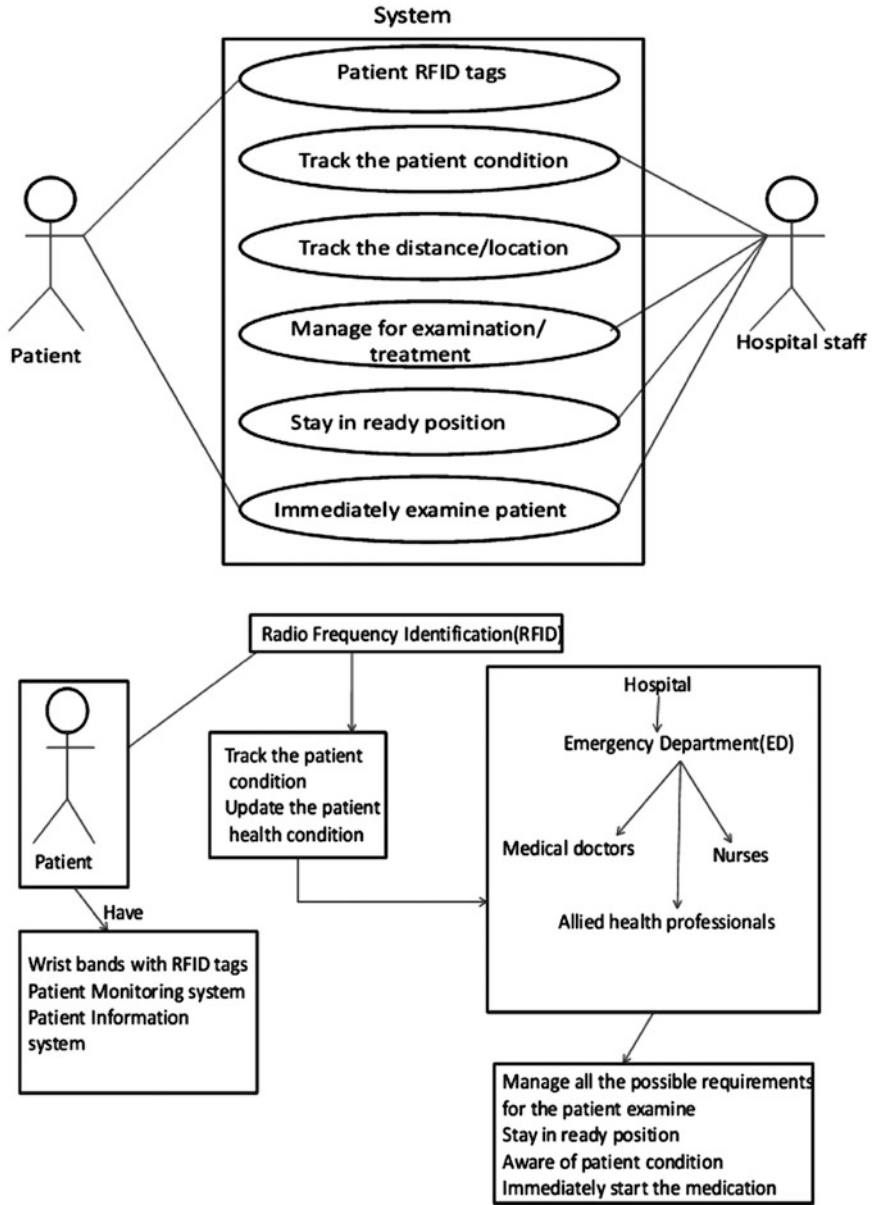 System
Patient RFID tags
Track the patient condition
Track the distance/location
Manage for examination/
treatment
Stay in ready position
Immediately examine patient
Patient
Hospital staff
Radio Frequency Identification(RFID)
Patient
Have
Wrist bands with RFID tags
Patient Monitoring system
Patient Information
system
Track the patient
condition
Update the patient
health condition
Hospital
Emergency Department(ED)
Medical doctors
Nurses
Allied health professionals
Manage all the possible requirements
for the patient examine
Stay in ready position
Aware of patient condition
Immediately start the medication